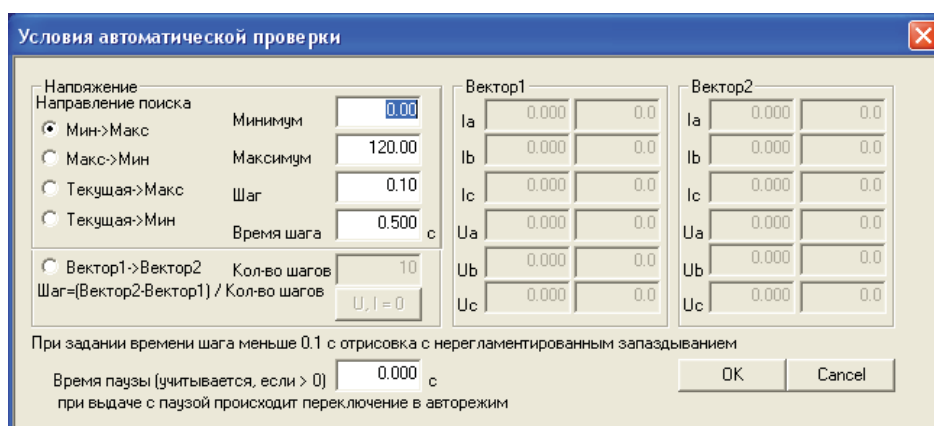 Условия автоматической проверки
Напряжение
Направление поиска
Мин->Макс
Макс->Мин
Текущая->Макс
Текущая->Мин
Минимум 0.00
Максимум 120.00
Шаг 0.10
Время шага 0.500 с
Вектор1->Вектор2 Кол-во шагов 10
Шаг=(Вектор2-Вектор1) / Кол-во шагов
U, I = 0
Вектор1
Ia 0.000 0.0
Ib 0.000 0.0
Ic 0.000 0.0
Ua 0.000 0.0
Ub 0.000 0.0
Uc 0.000 0.0
Вектор2
Ia 0.000 0.0
Ib 0.000 0.0
Ic 0.000 0.0
Ua 0.000 0.0
Ub 0.000 0.0
Uc 0.000 0.0
При задании времени шага меньше 0.1 с отрисовка с нерегламентированным запаздыванием
Время паузы (учитывается, если > 0) 0.000 с
при выдаче с паузой происходит переключение в авторежим
OK
Cancel